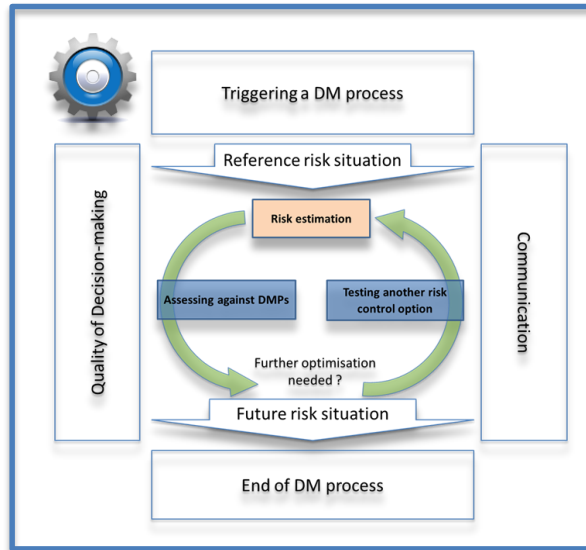 Triggering a DM process
Reference risk situation
Quality of Decision-making
Communication
Risk estimation
Assessing against DMPs
Testing another risk
control option
Further optimisation
needed ?
Future risk situation
End of DM process